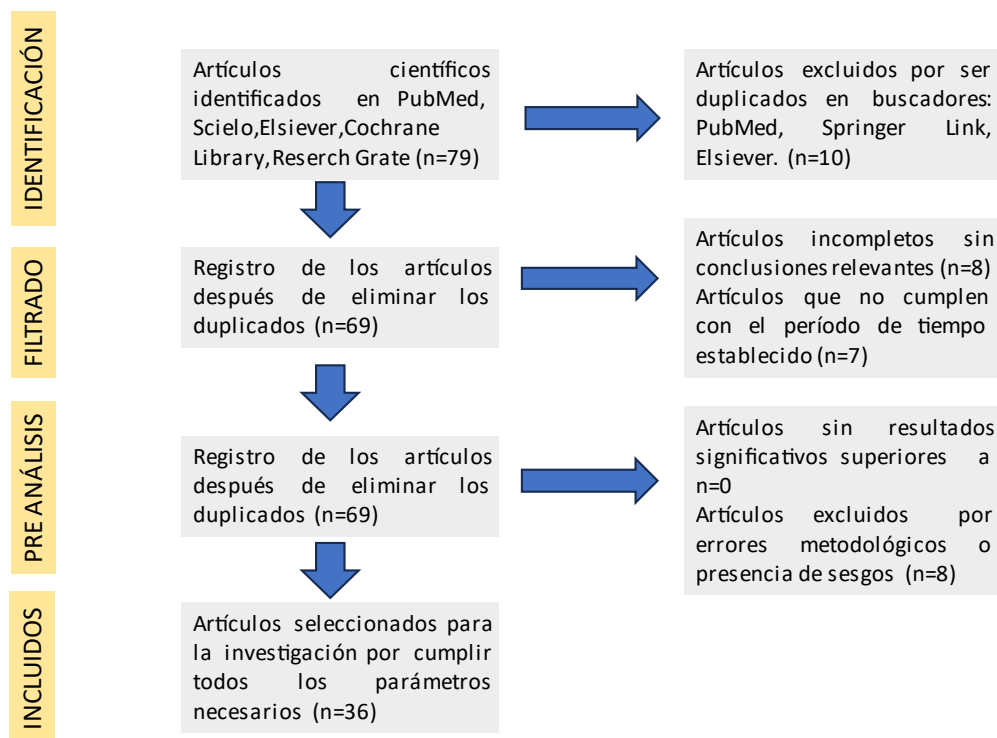 IDENTIFICACIÓN
Artículos científicos
identificados en PubMed,
Scielo,Elsiever,Cochrane
Library,Reserch Grate (n=79)
Artículos excluidos por ser
duplicados en buscadores:
PubMed, Springer Link,
Elsiever. (n=10)
FILTRADO
Registro de los artículos
después de eliminar los
duplicados (n=69)
Artículos incompletos sin
conclusiones relevantes (n=8)
Artículos que no cumplen
con el período de tiempo
establecido (n=7)
PRE ANÁLISIS
Registro de los artículos
después de eliminar los
duplicados (n=69)
Artículos sin resultados
significativos superiores a
n=0
Artículos excluidos por
errores metodológicos o
presencia de sesgos (n=8)
INCLUIDOS
Artículos seleccionados para
la investigación por cumplir
todos los parámetros
necesarios (n=36)